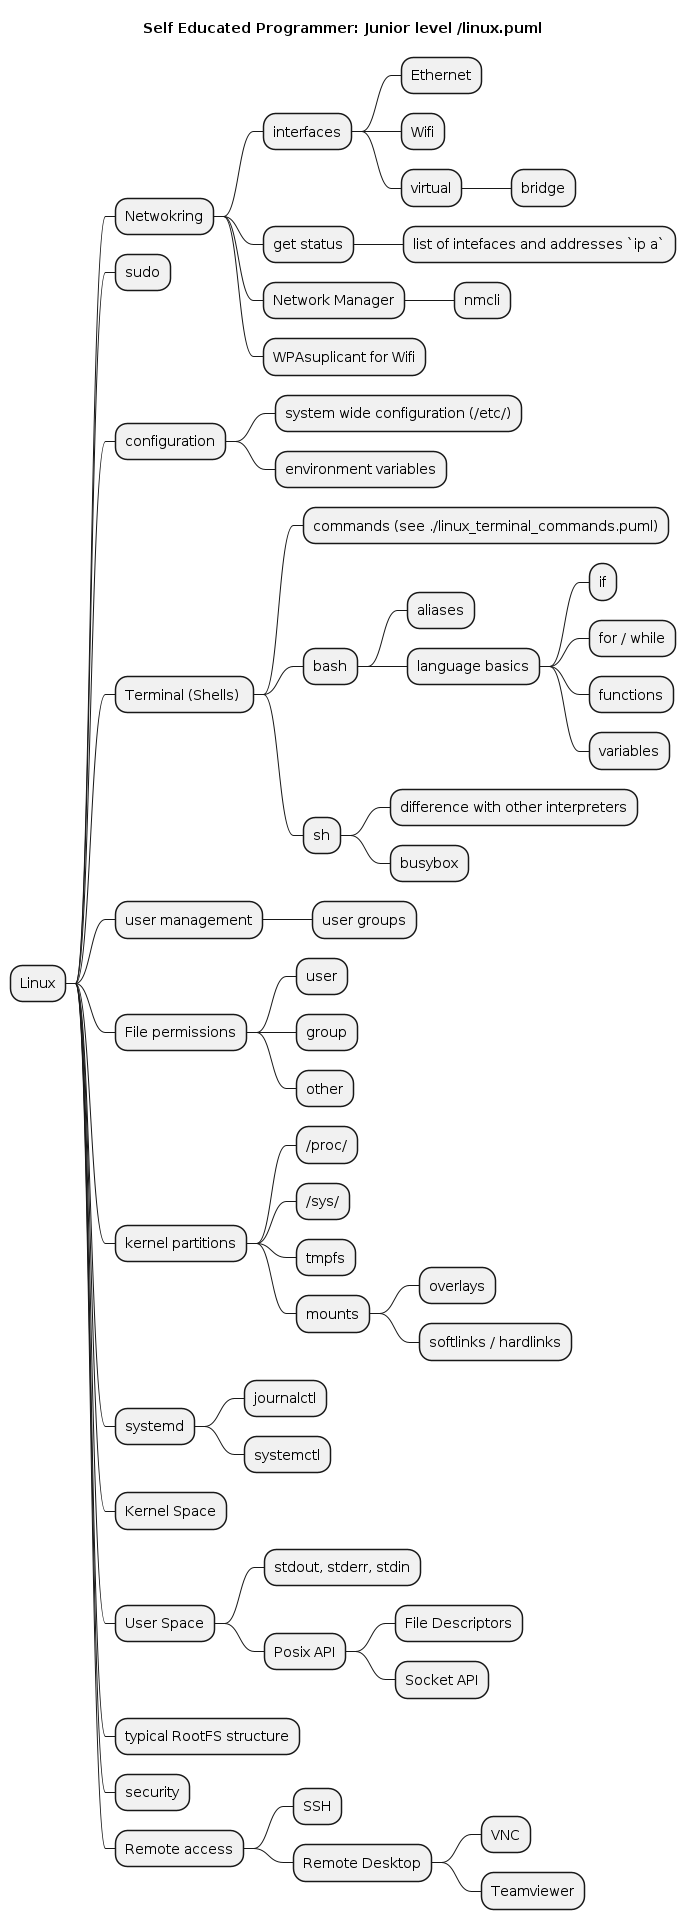 Self Educated Programmer: Junior level /linux.puml
Linux
Netwokring
interfaces
Ethernet
Wifi
virtual
bridge
get status
list of intefaces and addresses `ip a`
Network Manager
nmcli
WPAsuplicant for Wifi
sudo
configuration
system wide configuration (/etc/)
environment variables
Terminal (Shells)
commands (see ./linux_terminal_commands.puml)
bash
aliases
language basics
if
for / while
functions
variables
sh
difference with other interpreters
busybox
user management
user groups
File permissions
user
group
other
kernel partitions
/proc/
/sys/
tmpfs
mounts
overlays
softlinks / hardlinks
systemd
journalctl
systemctl
Kernel Space
User Space
stdout, stderr, stdin
Posix API
File Descriptors
Socket API
typical RootFS structure
security
Remote access
SSH
Remote Desktop
VNC
Teamviewer